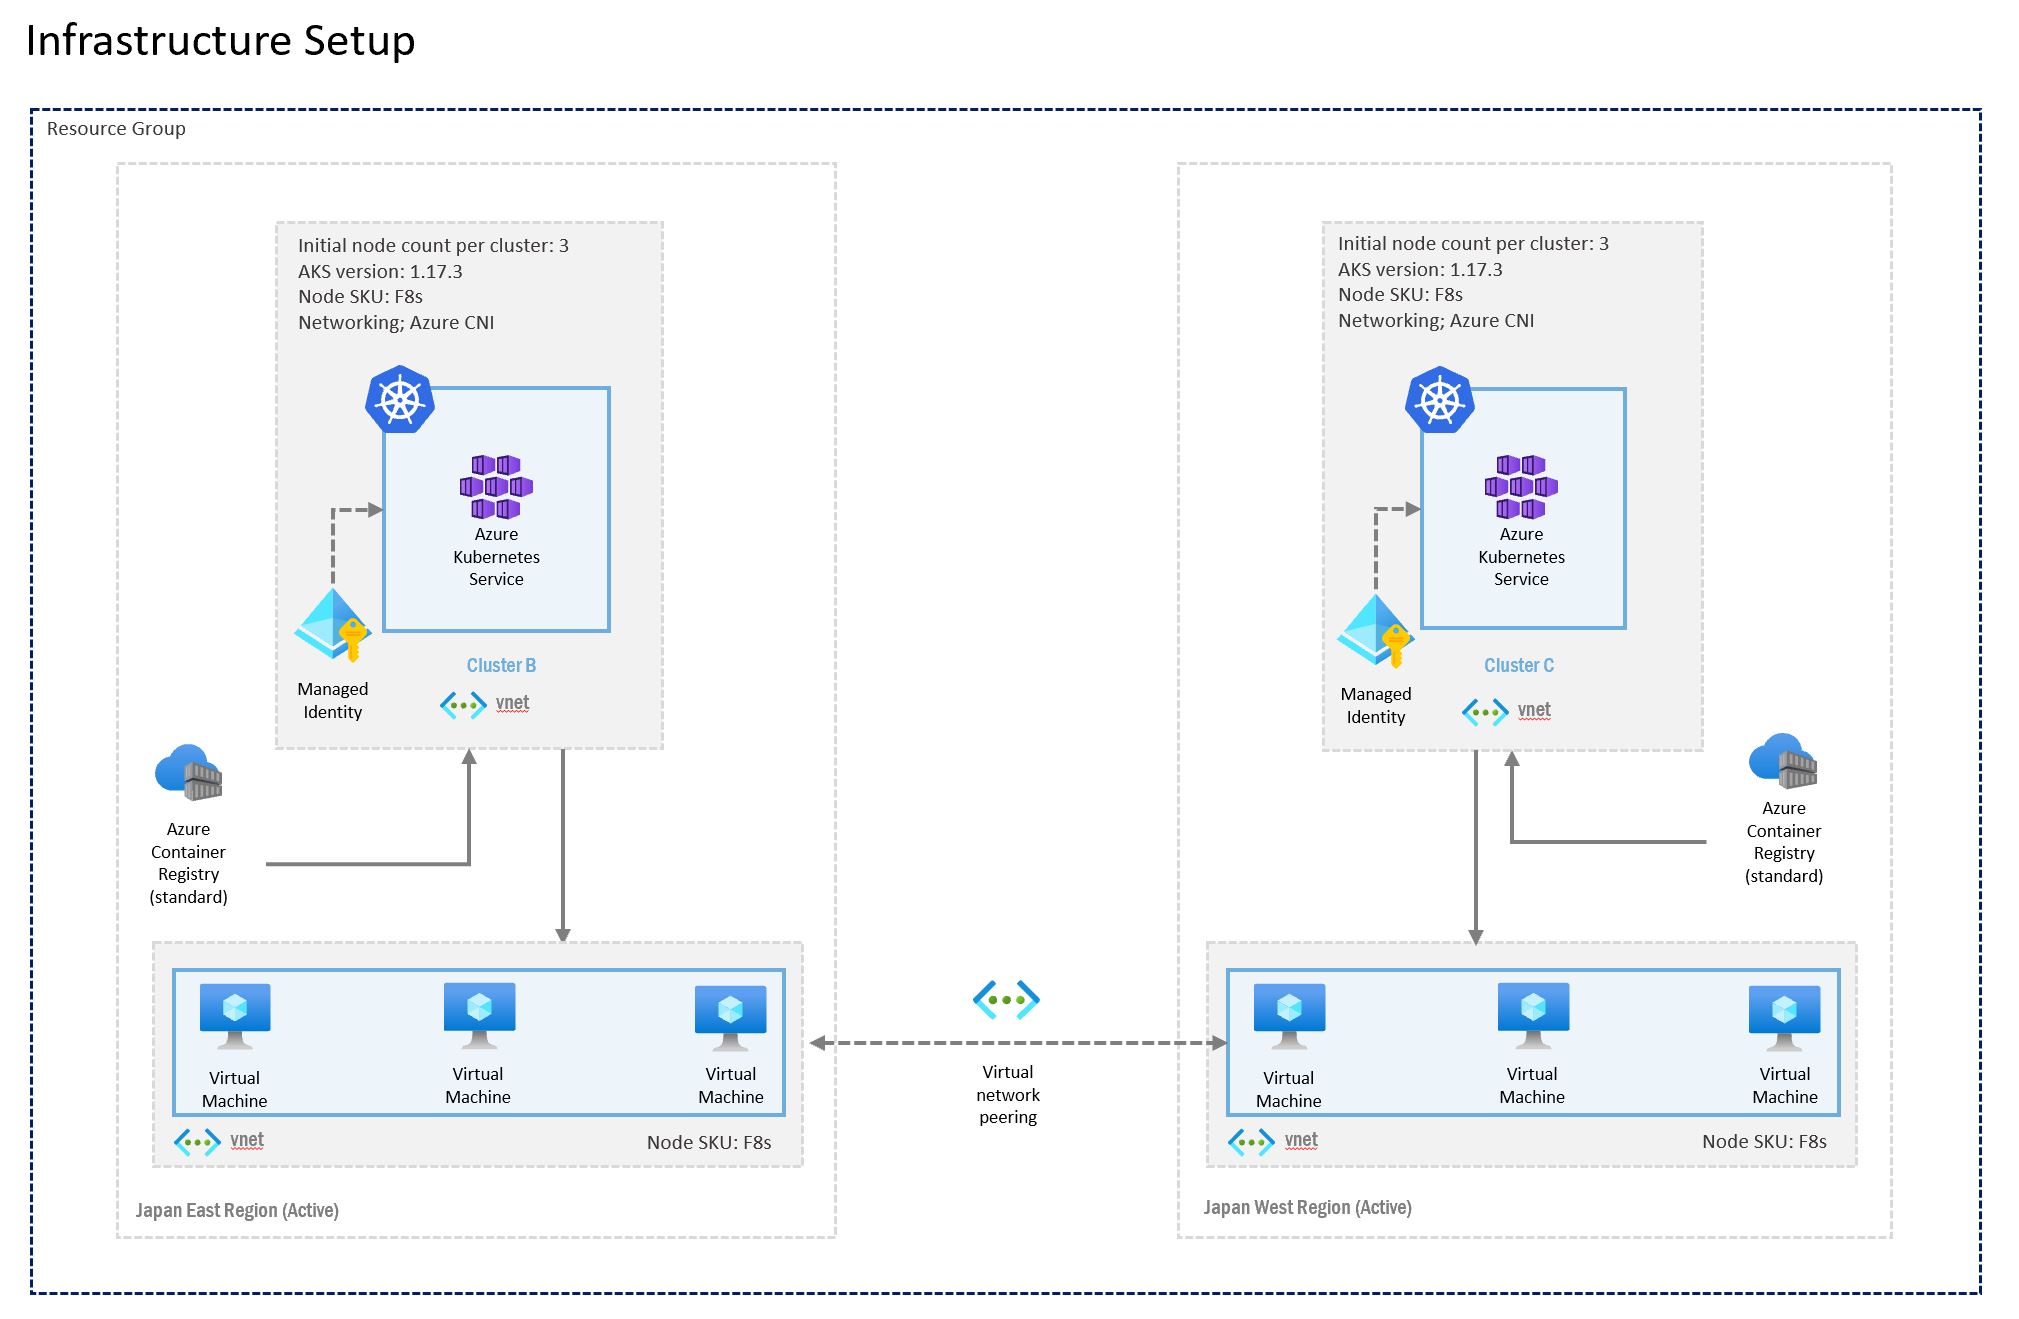 Infrastructure Setup
Resource Group
Initial node count per cluster: 3
AKS version: 1.17.3
Node SKU: F8s
Networking; Azure CNI
Azure
Kubernetes
Service
Managed
Identity
Cluster B
vnet
Azure
Container
Registry
(standard)
Virtual
Machine
Virtual
Machine
Virtual
Machine
vnet
Node SKU: F8s
Japan East Region (Active)
Virtual
network
peering
Initial node count per cluster: 3
AKS version: 1.17.3
Node SKU: F8s
Networking; Azure CNI
Azure
Kubernetes
Service
Managed
Identity
Cluster C
vnet
Azure
Container
Registry
(standard)
Virtual
Machine
Virtual
Machine
Virtual
Machine
vnet
Node SKU: F8s
Japan West Region (Active)